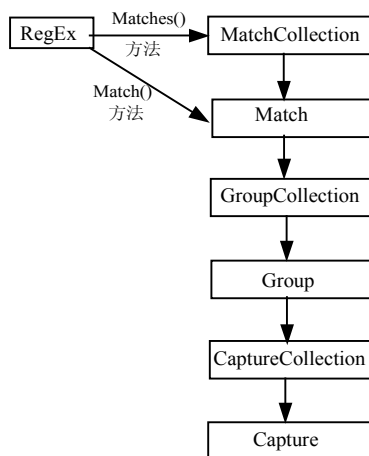 RegEx
Matches()
方法
MatchCollection
Match()
方法
Match
GroupCollection
Group
CaptureCollection
Capture